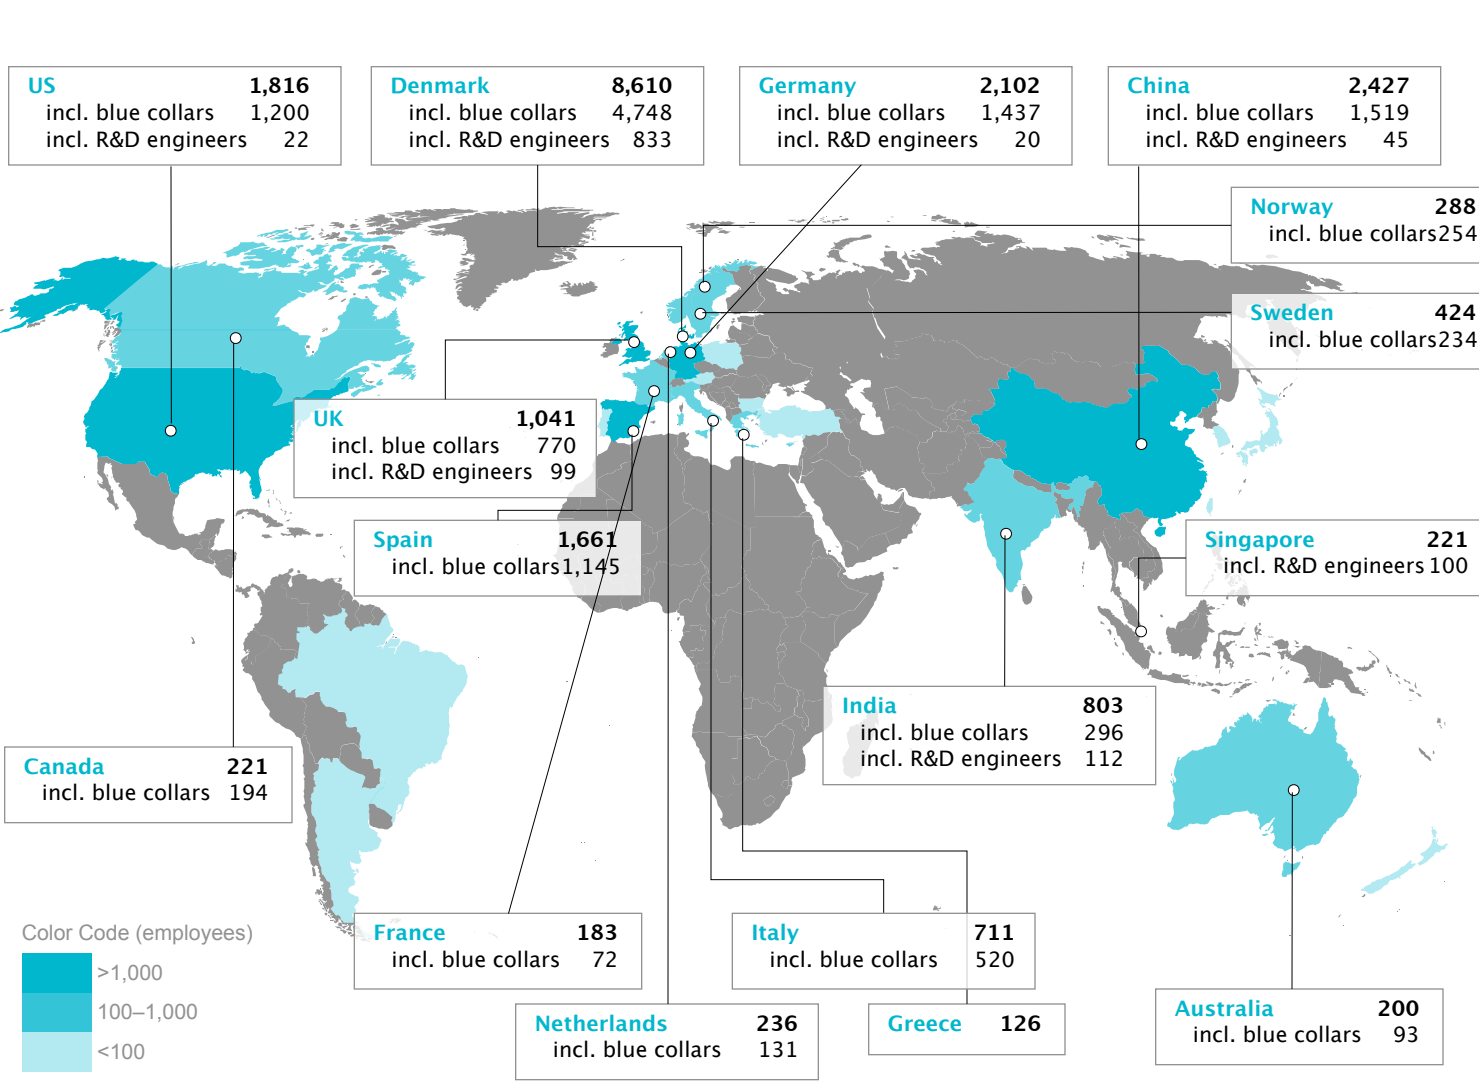 US 1,816
incl. blue collars 1,200
incl. R&D engineers 22
Denmark 8,610
incl. blue collars 4,748
incl. R&D engineers 833
Germany 2,102
incl. blue collars 1,437
incl. R&D engineers 20
China 2,427
incl. blue collars 1,519
incl. R&D engineers 45
Norway 288
incl. blue collars254
Sweden 424
incl. blue collars234
UK 1,041
incl. blue collars 770
incl. R&D engineers 99
Spain 1,661
incl. blue collars1,145
Singapore 221
incl. R&D engineers 100
India 803
incl. blue collars 296
incl. R&D engineers 112
Canada 221
incl. blue collars 194
France 183
incl. blue collars 72
Italy 711
incl. blue collars 520
Netherlands 236
incl. blue collars 131
Greece 126
Australia 200
incl. blue collars 93
Color Code (employees)
>1,000
100–1,000
<100